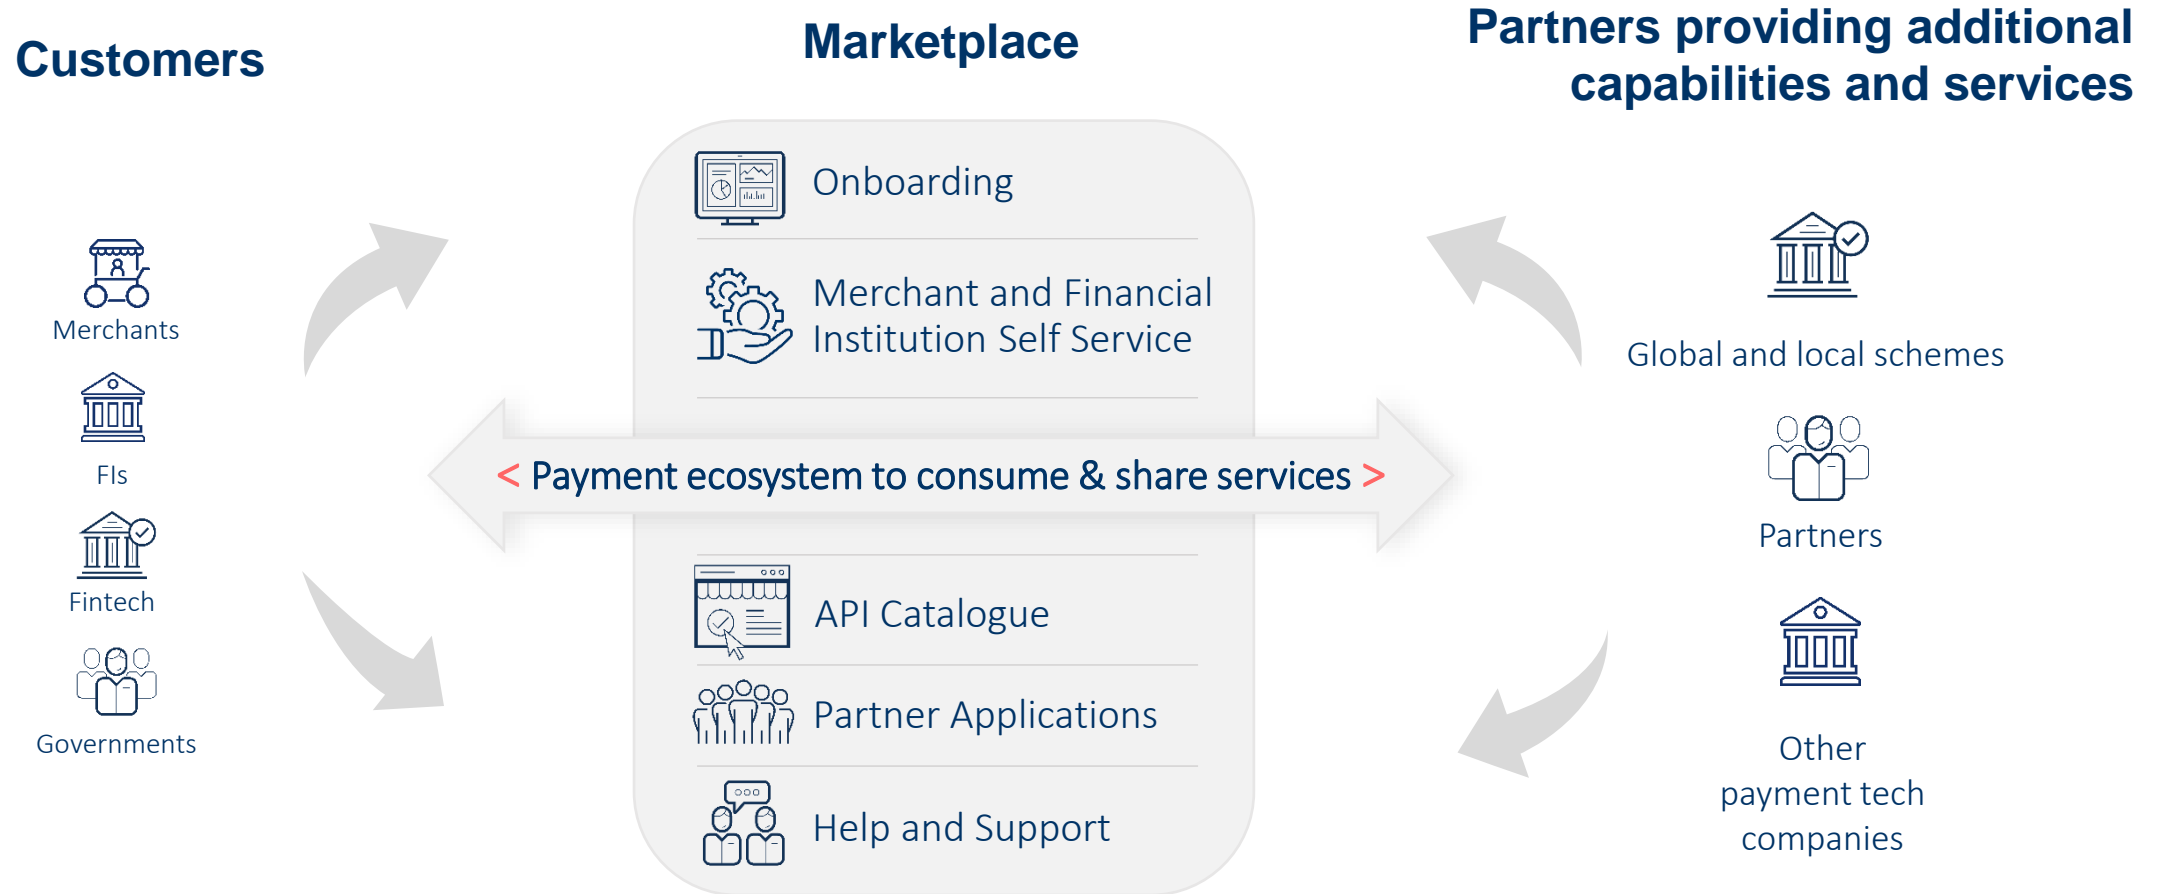 Customers
Marketplace
Partners providing additional
capabilities and services
Merchants
FIs
Fintech
Governments
Onboarding
Merchant and Financial
Institution Self Service
< Payment ecosystem to consume & share services >
API Catalogue
Partner Applications
Help and Support
Global and local schemes
Partners
Other
payment tech
companies